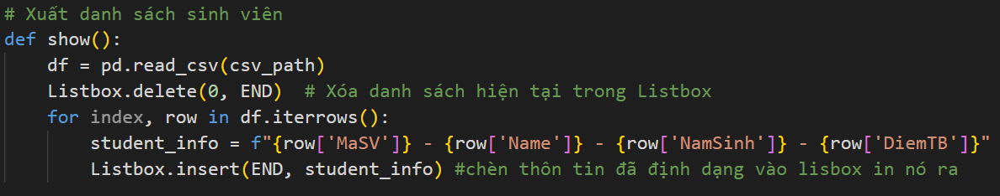 # Xuất danh sách sinh viên
def show():
    df = pd.read_csv(csv_path)
    Listbox.delete(0, END)  # Xóa danh sách hiện tại trong Listbox
    for index, row in df.iterrows():
        student_info = f"{row['MaSV']} - {row['Name']} - {row['NamSinh']} - {row['DiemTB']}"
        Listbox.insert(END, student_info) #chèn thôn tin đã định dạng vào lisbox in nó ra